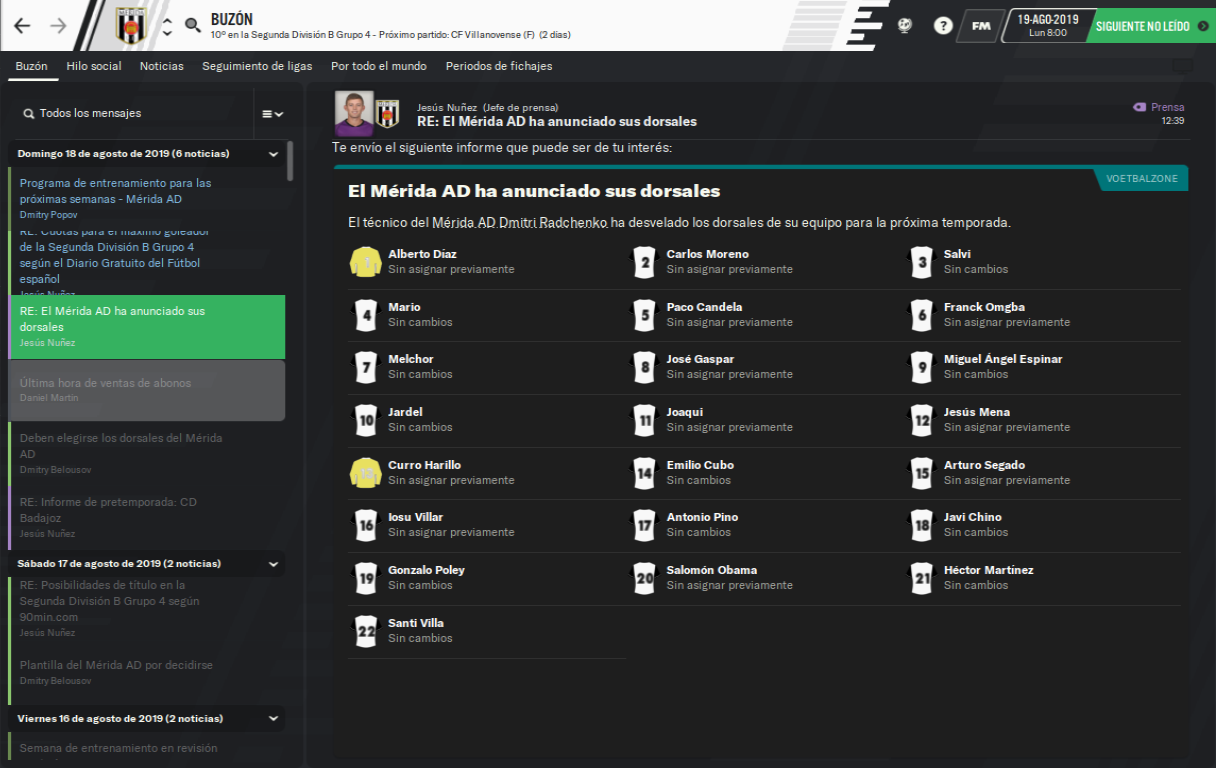 BUZÓN
10º en la Segunda División B Grupo 4 - Próximo partido: CF Villanovense (F) (2 días)
?
FM
19-AGO-2019
Lun 8:00
SIGUIENTE NO LEÍDO
Buzón
Hilo social
Noticias
Seguimiento de ligas
Por todo el mundo
Periodos de fichajes
Todos los mensajes
Domingo 18 de agosto de 2019 (6 noticias)
Programa de entrenamiento para las
próximas semanas - Mérida AD
Dmitry Popov
RE: Cuotas para el máximo goleador
de la Segunda División B Grupo 4
según el Diario Gratuito del Fútbol
español
Jesús Nuñez
RE: El Mérida AD ha anunciado sus
dorsales
Jesús Nuñez
Última hora de ventas de abonos
Daniel Martín
Deben elegirse los dorsales del Mérida
AD
Dmitry Belousov
RE: Informe de pretemporada: CD
Badajoz
Jesús Nuñez
Sábado 17 de agosto de 2019 (2 noticias)
RE: Posibilidades de título en la
Segunda División B Grupo 4 según
90min.com
Jesús Nuñez
Plantilla del Mérida AD por decidirse
Dmitry Belousov
Viernes 16 de agosto de 2019 (2 noticias)
Semana de entrenamiento en revisión
Jesús Nuñez (Jefe de prensa)
RE: El Mérida AD ha anunciado sus dorsales
Prensa
12:39
Te envío el siguiente informe que puede ser de tu interés:
VOETBALZONE
El Mérida AD ha anunciado sus dorsales
El técnico del Mérida AD Dmitri Radchenko ha desvelado los dorsales de su equipo para la próxima temporada.
1 Alberto Díaz
Sin asignar previamente
2 Carlos Moreno
Sin asignar previamente
3 Salvi
Sin cambios
4 Mario
Sin cambios
5 Paco Candela
Sin asignar previamente
6 Franck Omgba
Sin asignar previamente
7 Melchor
Sin cambios
8 José Gaspar
Sin asignar previamente
9 Miguel Ángel Espinar
Sin cambios
10 Jardel
Sin cambios
11 Joaqui
Sin asignar previamente
12 Jesús Mena
Sin asignar previamente
13 Curro Harillo
Sin asignar previamente
14 Emilio Cubo
Sin cambios
15 Arturo Segado
Sin asignar previamente
16 Iosu Villar
Sin asignar previamente
17 Antonio Pino
Sin cambios
18 Javi Chino
Sin cambios
19 Gonzalo Poley
Sin cambios
20 Salomón Obama
Sin asignar previamente
21 Héctor Martínez
Sin cambios
22 Santi Villa
Sin cambios